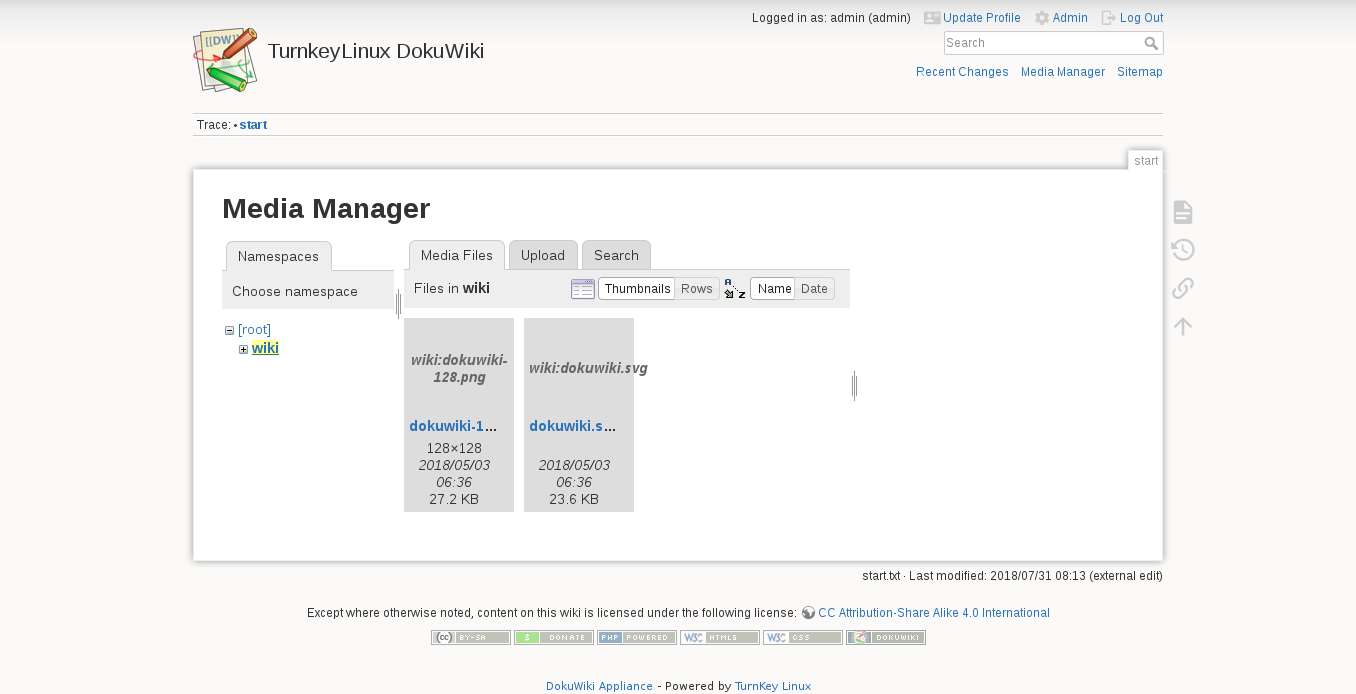 Logged in as: admin (admin) Update Profile Admin Log Out
[[DW]]
TurnkeyLinux DokuWiki
Search
Recent Changes Media Manager Sitemap
Trace: • start
start
Media Manager
Namespaces
Media Files Upload Search
Choose namespace
Files in wiki Thumbnails Rows A Z Name Date
[root]
wiki
wiki:dokuwiki-
128.png
wiki:dokuwiki.svg
dokuwiki-1... dokuwiki.s...
128×128
2018/05/03 2018/05/03
06:36 06:36
27.2 KB 23.6 KB
start.txt · Last modified: 2018/07/31 08:13 (external edit)
Except where otherwise noted, content on this wiki is licensed under the following license: CC Attribution-Share Alike 4.0 International
cc BY-SA $ DONATE PHP POWERED W3C HTML5 W3C CSS DOKUWIKI
DokuWiki Appliance - Powered by TurnKey Linux